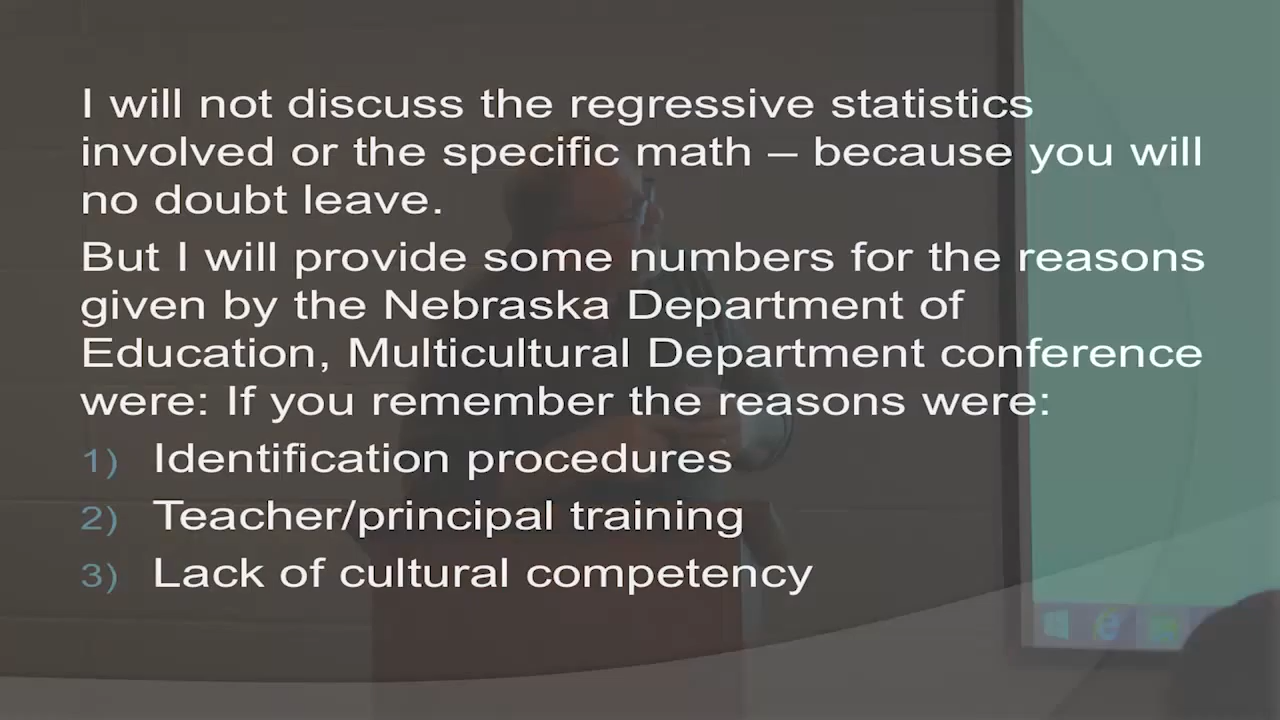 I will not discuss the regressive statistics
involved or the specific math – because you will
no doubt leave.
But I will provide some numbers for the reasons
given by the Nebraska Department of
Education, Multicultural Department conference
were: If you remember the reasons were:
1) Identification procedures
2) Teacher/principal training
3) Lack of cultural competency